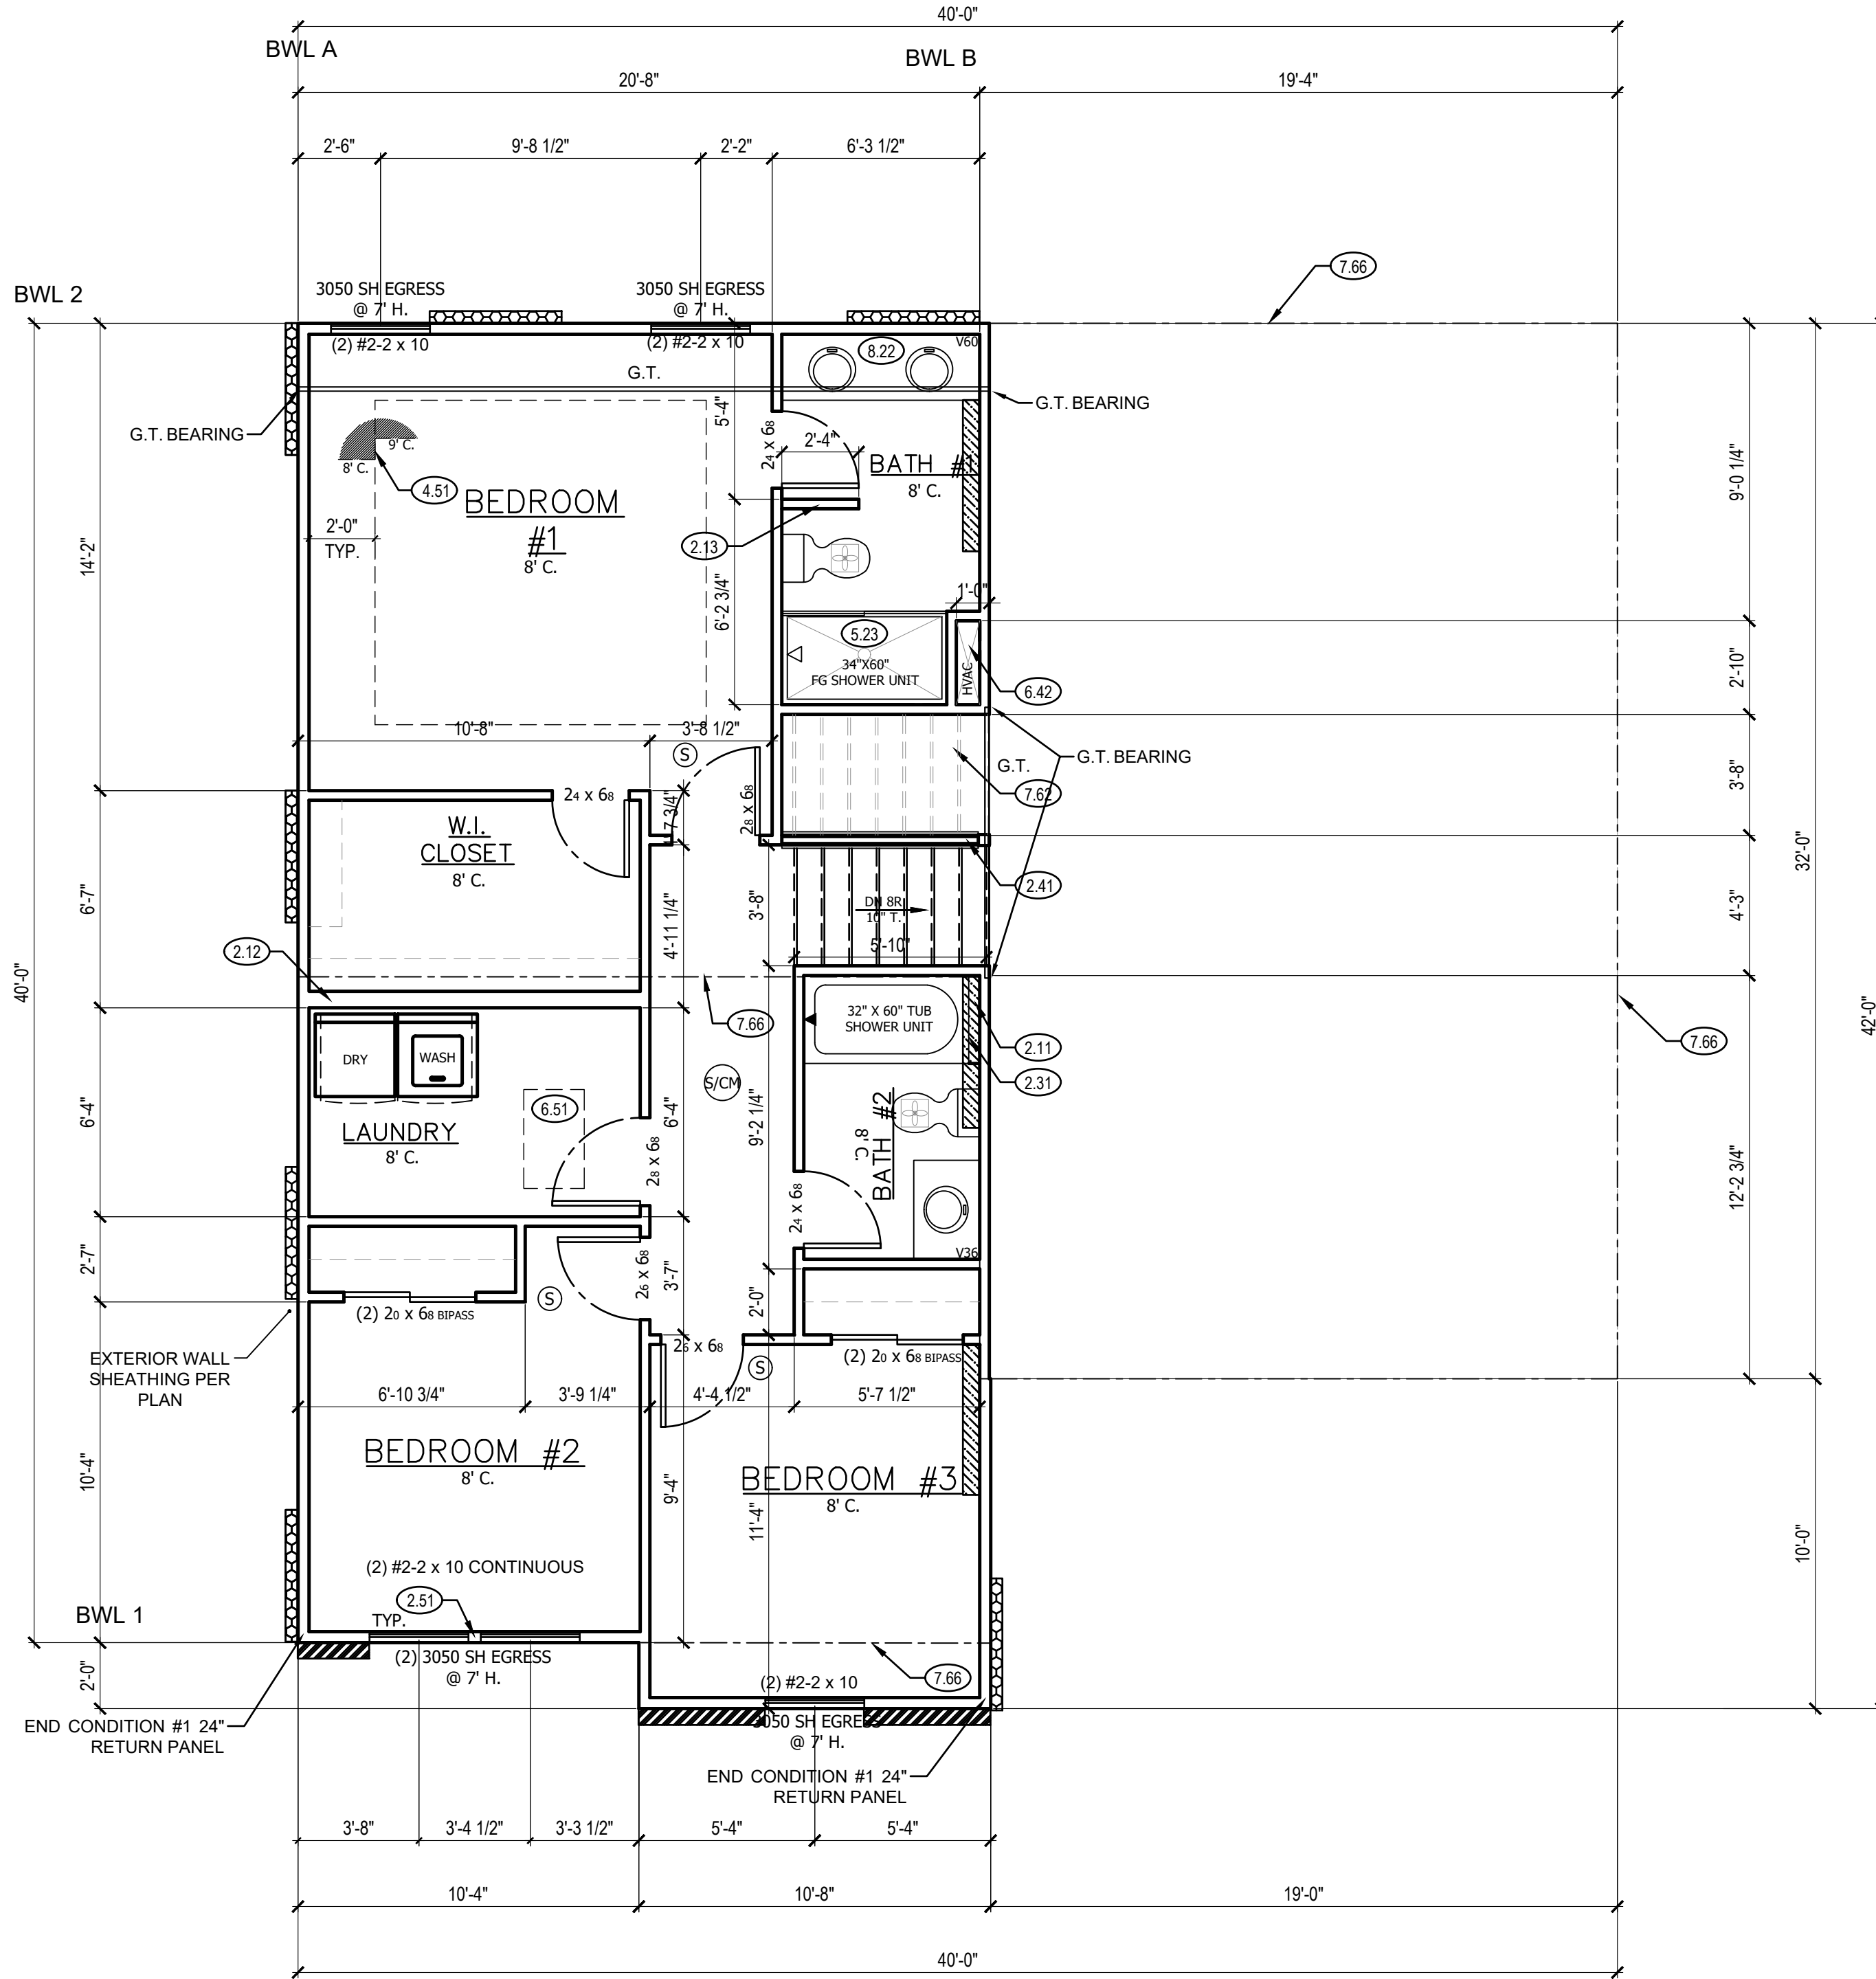 40'-0"
BWL A
BWL B
20'-8"
19'-4"
2'-6"
9'-8 1/2"
2'-2"
6'-3 1/2"
7.66
BWL 2
3050 SH EGRESS
@ 7' H.
3050 SH EGRESS
@ 7' H.
(2) #2-2 x 10
(2) #2-2 x 10
8.22
V60
G.T.
G.T. BEARING
G.T. BEARING
5'-4"
24 x 68
2'-4"
9' C.
8' C.
4.51
BATH #1
8' C.
9'-0 1/4"
BEDROOM
#1
8' C.
2'-0"
TYP.
2.13
14'-2"
6'-2 3/4"
1'-0"
5.23
34"X60"
FG SHOWER UNIT
HVAC
6.42
2'-10"
10'-8"
3'-8 1/2"
S
G.T. BEARING
G.T.
7.62
3'-8"
24 x 68
28 x 68
1'-7 3/4"
W.I.
CLOSET
8' C.
32'-0"
2.41
6'-7"
4'-11 1/4"
3'-8"
DN 8R
10" T.
5'-10"
4'-3"
2.12
40'-0"
7.66
32" X 60" TUB
SHOWER UNIT
42'-0"
2.11
7.66
DRY
WASH
S/CM
2.31
6.51
6'-4"
6'-4"
9'-2 1/4"
BATH #2
8' C.
LAUNDRY
8' C.
28 x 68
12'-2 3/4"
24 x 68
V36
2'-7"
26 x 68
3'-7"
S
2'-0"
(2) 20 x 68 BIPASS
26 x 68
S
(2) 20 x 68 BIPASS
EXTERIOR WALL
SHEATHING PER
PLAN
6'-10 3/4"
3'-9 1/4"
4'-4 1/2"
5'-7 1/2"
BEDROOM #2
8' C.
BEDROOM #3
8' C.
10'-4"
9'-4"
11'-4"
10'-0"
(2) #2-2 x 10 CONTINUOUS
2.51
BWL 1
TYP.
(2) 3050 SH EGRESS
@ 7' H.
7.66
2'-0"
(2) #2-2 x 10
3050 SH EGRESS
@ 7' H.
END CONDITION #1 24"
RETURN PANEL
END CONDITION #1 24"
RETURN PANEL
3'-8"
3'-4 1/2"
3'-3 1/2"
5'-4"
5'-4"
10'-4"
10'-8"
19'-0"
40'-0"